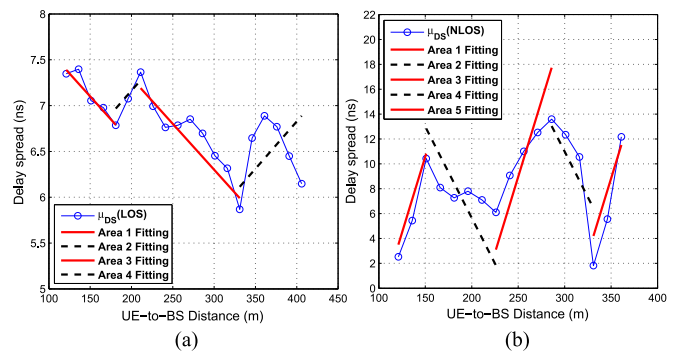 8
7.5
7
6.5
6
5.5
5
Delay spread (ns)
μDS(LOS)
Area 1 Fitting
Area 2 Fitting
Area 3 Fitting
Area 4 Fitting
100 150 200 250 300 350 400 450
UE−to−BS Distance (m)
(a)
22
20
18
16
14
12
10
8
6
4
2
0
Delay spread (ns)
μDS(NLOS)
Area 1 Fitting
Area 2 Fitting
Area 3 Fitting
Area 4 Fitting
Area 5 Fitting
100 150 200 250 300 350 400
UE−to−BS Distance (m)
(b)